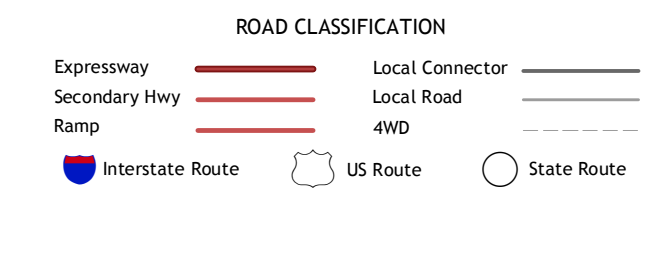 ROAD CLASSIFICATION
Expressway
Local Connector
Secondary Hwy
Local Road
Ramp
4WD
Interstate Route
US Route
State Route